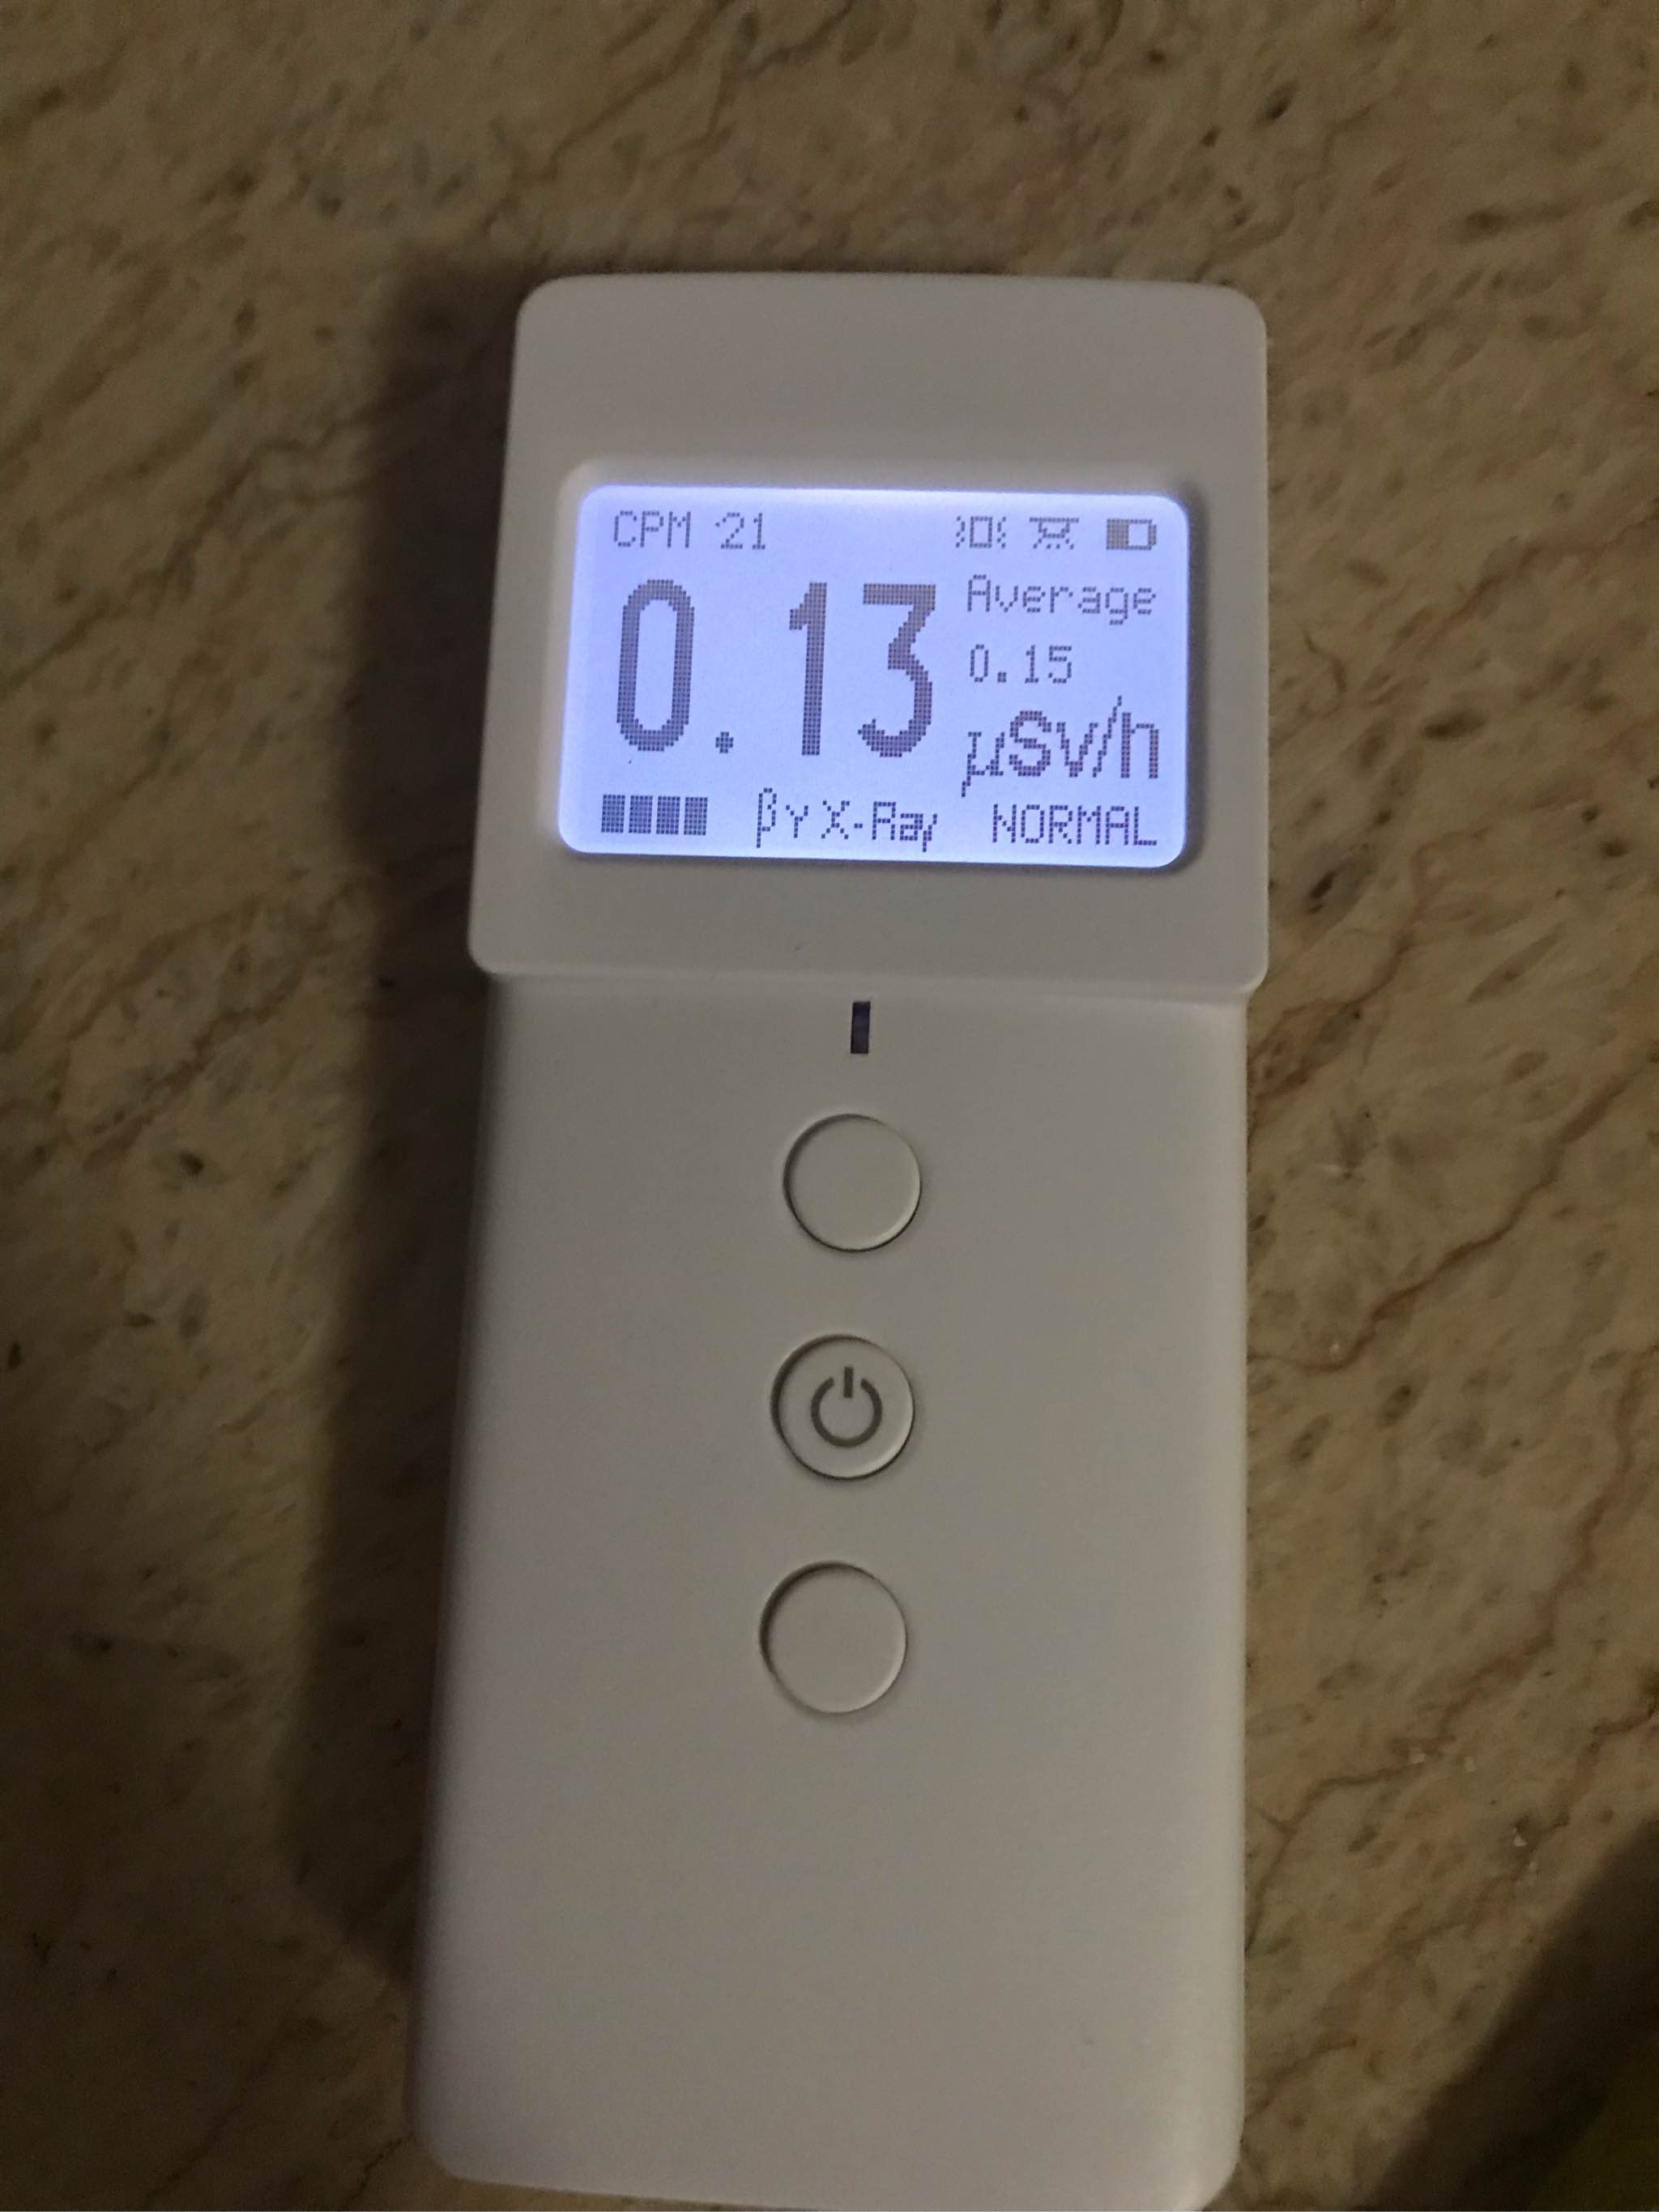 CPM 21
0.13
Average
0.15
µSv/h
βγ X-Ray NORMAL